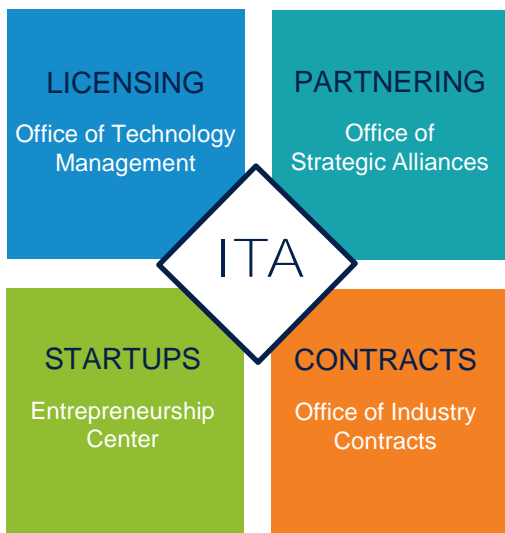 LICENSING
Office of Technology
Management
PARTNERING
Office of
Strategic Alliances
ITA
STARTUPS
Entrepreneurship
Center
CONTRACTS
Office of Industry
Contracts